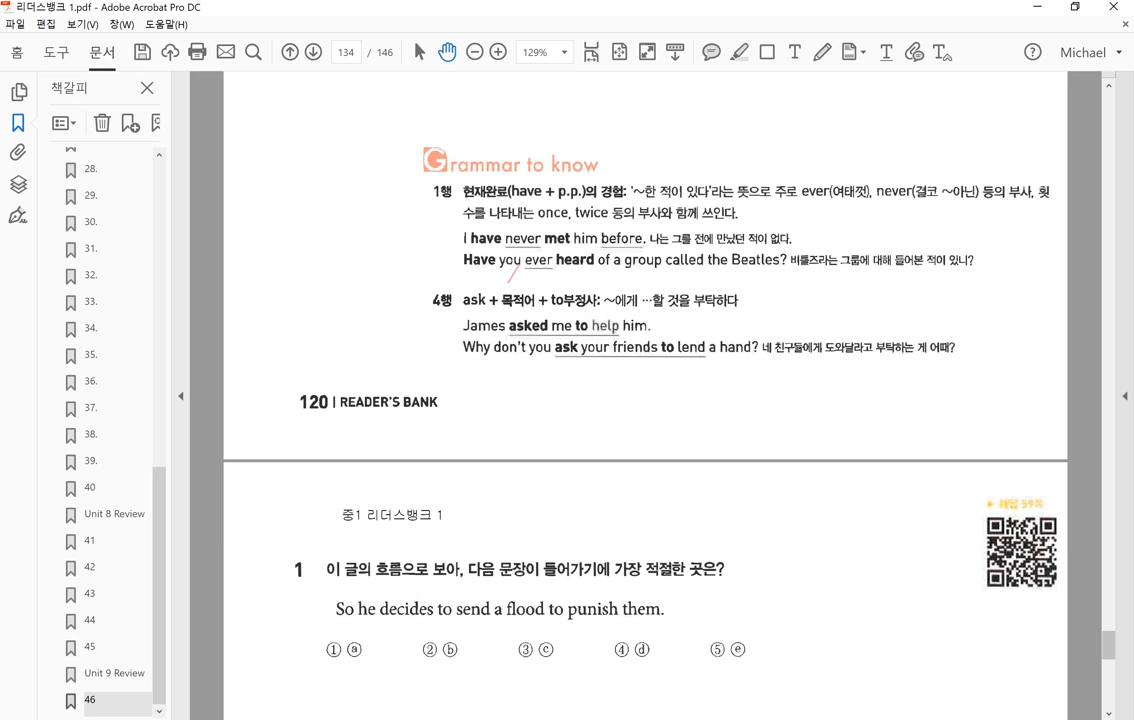 리더스뱅크 1.pdf - Adobe Acrobat Pro DC
파일 편집 보기(V) 창(W) 도움말(H)
홈 도구 문서 134 / 146 129% Michael
책갈피
28.
29.
30.
31.
32.
33.
34.
35.
36.
37.
38.
39.
40
Unit 8 Review
41
42
43
44
45
Unit 9 Review
46
Grammar to know
1행 현재완료(have + p.p.)의 경험: '~한 적이 있다'라는 뜻으로 주로 ever(여태껏), never(결코 ~아닌) 등의 부사, 횟
수를 나타내는 once, twice 등의 부사와 함께 쓰인다.
I have never met him before. 나는 그를 전에 만났던 적이 없다.
Have you ever heard of a group called the Beatles? 비틀즈라는 그룹에 대해 들어본 적이 있니?
4행 ask + 목적어 + to부정사: ~에게 …할 것을 부탁하다
James asked me to help him.
Why don't you ask your friends to lend a hand? 네 친구들에게 도와달라고 부탁하는 게 어때?
120 | READER'S BANK
중1 리더스뱅크 1
▶ 해설 59쪽
1 이 글의 흐름으로 보아, 다음 문장이 들어가기에 가장 적절한 곳은?
So he decides to send a flood to punish them.
① ⓐ ② ⓑ ③ ⓒ ④ ⓓ ⑤ ⓔ